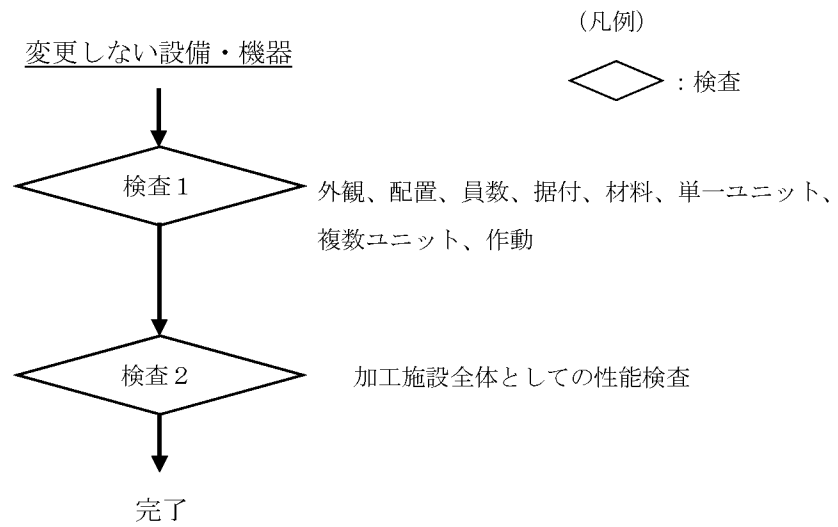 (凡例)
変更しない設備・機器
：検査
検査１
外観、配置、員数、据付、材料、単一ユニット、
複数ユニット、作動
検査２
加工施設全体としての性能検査
完了